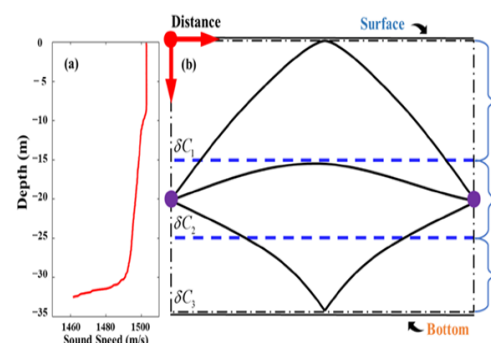 Distance
Surface
(a)
(b)
0
−5
−10
−15
−20
−25
−30
−35
Depth (m)
1460 1480 1500
Sound Speed (m/s)
δC1
δC2
δC3
Bottom